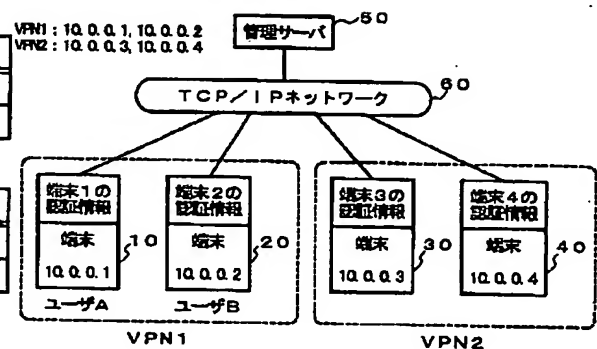 VPN1：10.0.0.1, 10.0.0.2
VPN2：10.0.0.3, 10.0.0.4
管理サーバ
50
TCP／IPネットワーク
60
端末1の
認証情報
端末
10.0.0.1
10
ユーザA
端末2の
認証情報
端末
10.0.0.2
20
ユーザB
VPN1
端末3の
認証情報
端末
10.0.0.3
30
端末4の
認証情報
端末
10.0.0.4
40
VPN2